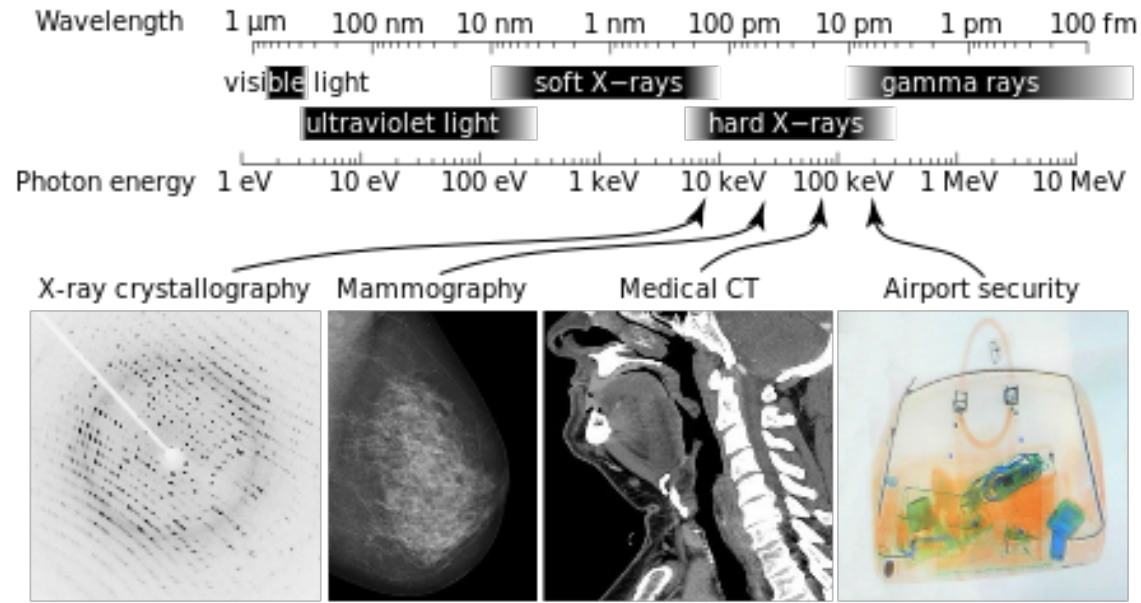 Wavelength 1 µm 100 nm 10 nm 1 nm 100 pm 10 pm 1 pm 100 fm
visible light soft X−rays gamma rays
ultraviolet light hard X−rays
Photon energy 1 eV 10 eV 100 eV 1 keV 10 keV 100 keV 1 MeV 10 MeV
X-ray crystallography Mammography Medical CT Airport security